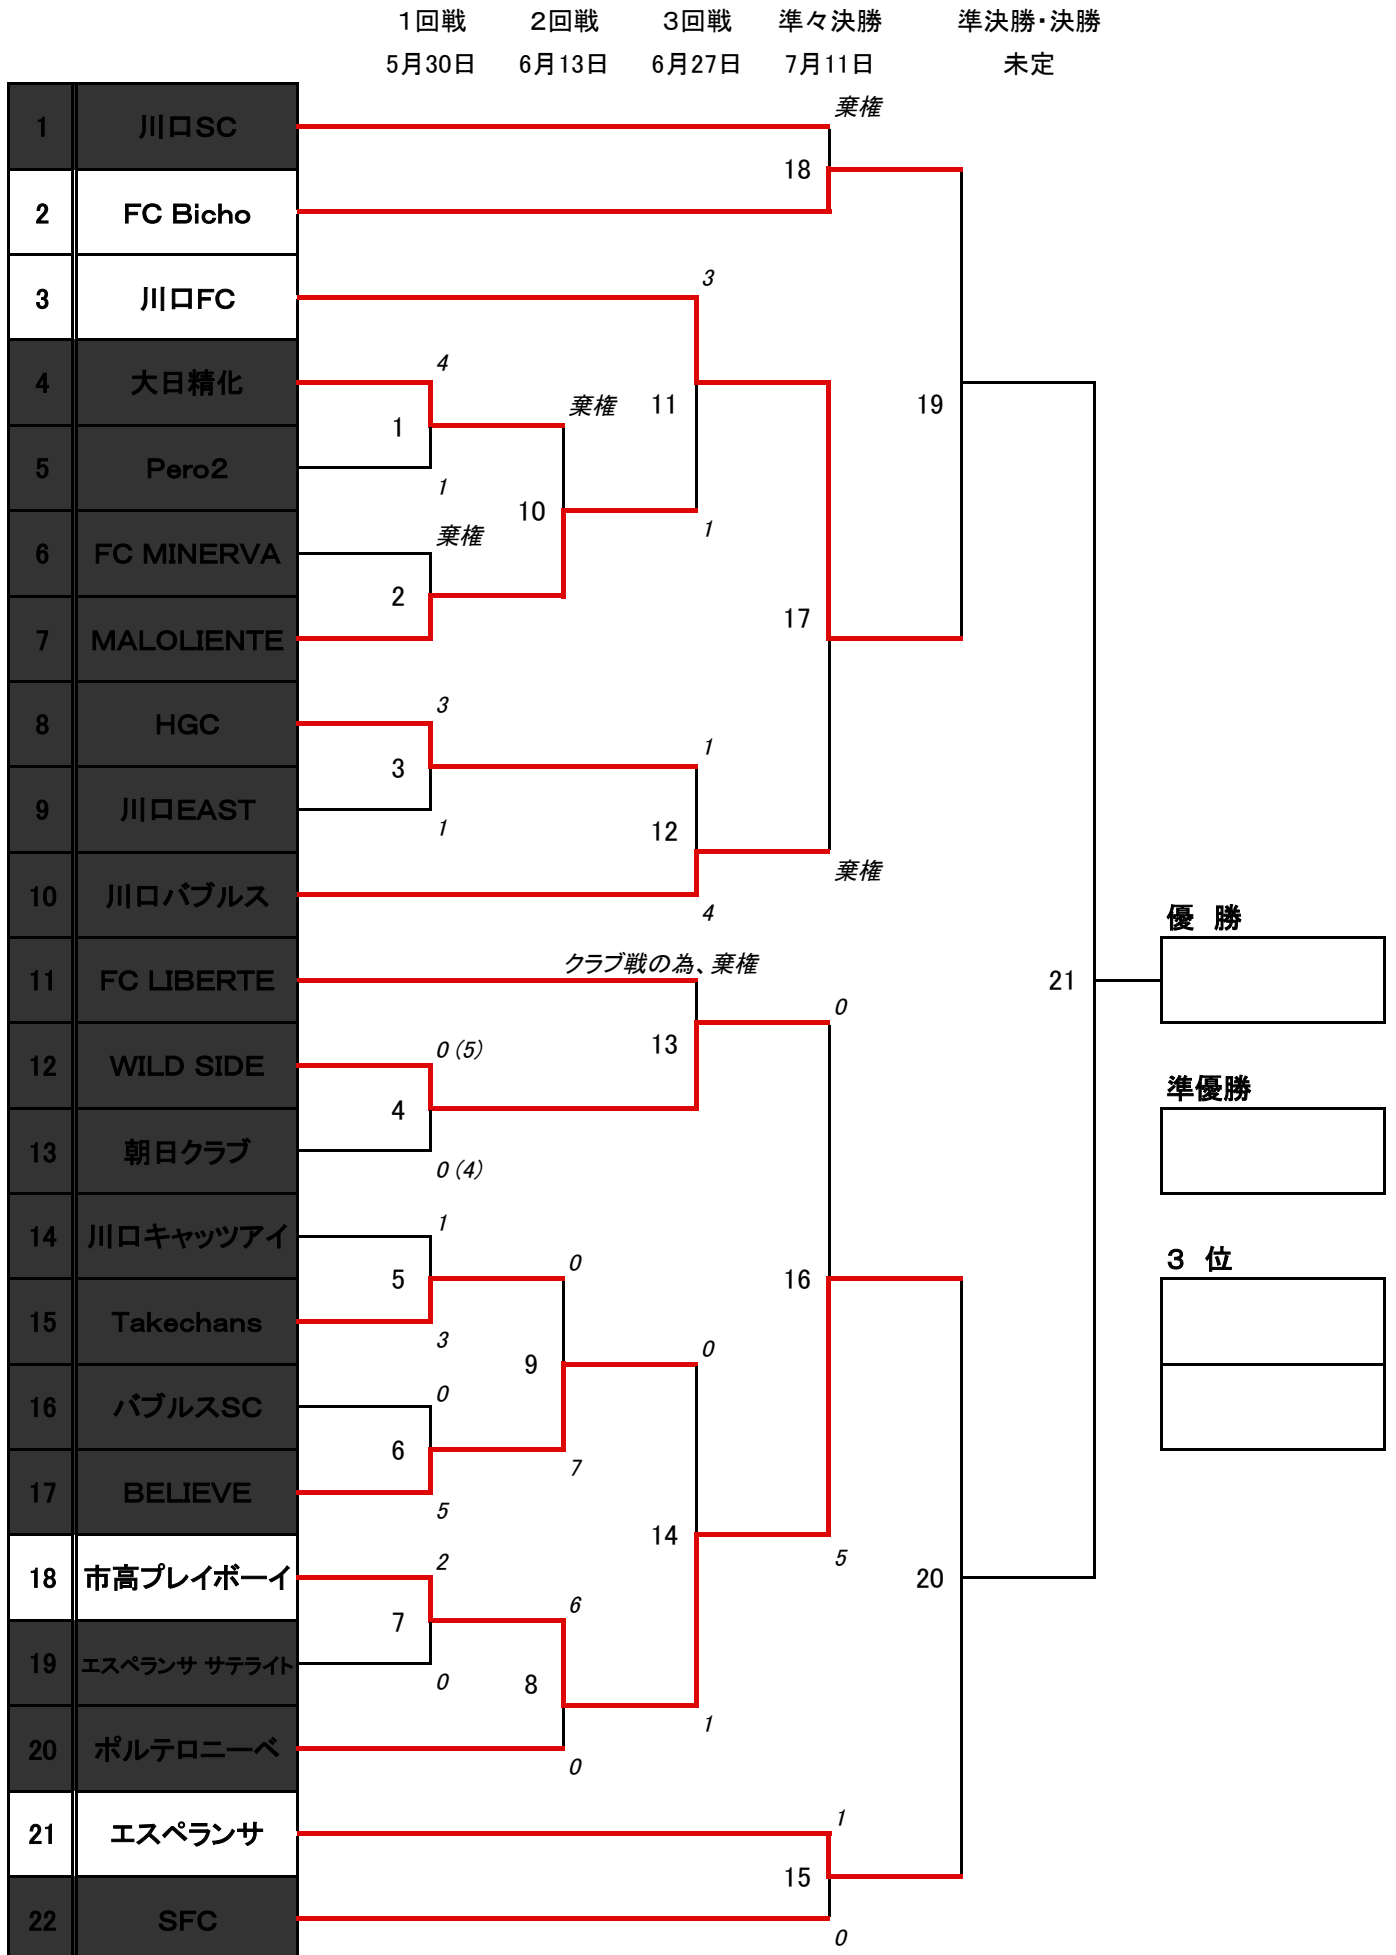 １回戦 ２回戦 ３回戦 準々決勝 準決勝・決勝
5月30日 6月13日 6月27日 7月11日 未定
棄権
1 川口SC
18
2 FC Bicho
3
3 川口FC
4
4 大日精化
棄権 11 19
1
5 Pero2
1
10
1
棄権
6 FC MINERVA
2
17
7 MALOLIENTE
3
8 HGC
1
3
9 川口EAST
1
12
棄権
10 川口バブルス
4
優 勝
クラブ戦の為、棄権
11 FC LIBERTE
21
0
13
0(5)
12 WILD SIDE
準優勝
4
13 朝日クラブ
0(4)
1
14 川口キャッツアイ
３ 位
0
5 16
15 Takechans
3
0
9
0
16 バブルスSC
6
7
17 BELIEVE
5
14
5
2
18 市高プレイボーイ
20
6
7
19 エスペランサ サテライト
0
8
1
20 ポルテロニーベ
0
1
21 エスペランサ
15
22 SFC
0